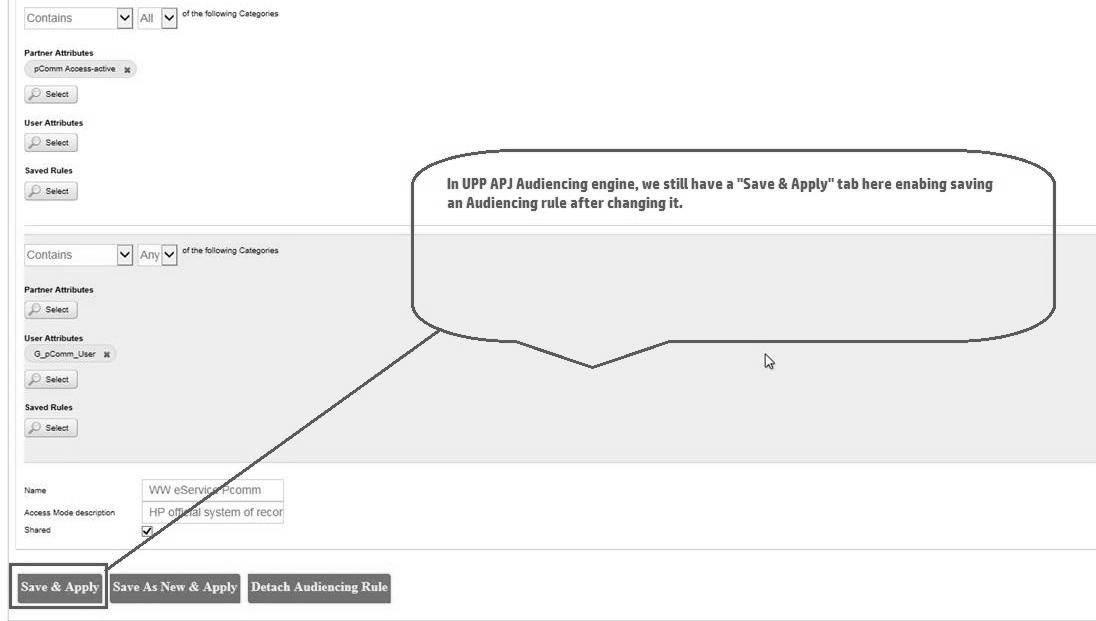 Contains All of the following Categories
Partner Attributes
pComm Access-active
Select
User Attributes
Select
Saved Rules
Select
In UPP APJ Audiencing engine, we still have a "Save & Apply" tab here enabing saving
an Audiencing rule after changing it.
Contains Any of the following Categories
Partner Attributes
Select
User Attributes
G_pComm_User
Select
Saved Rules
Select
Name WW eService Pcomm
Access Mode description HP official system of recor
Shared
Save & Apply Save As New & Apply Detach Audiencing Rule